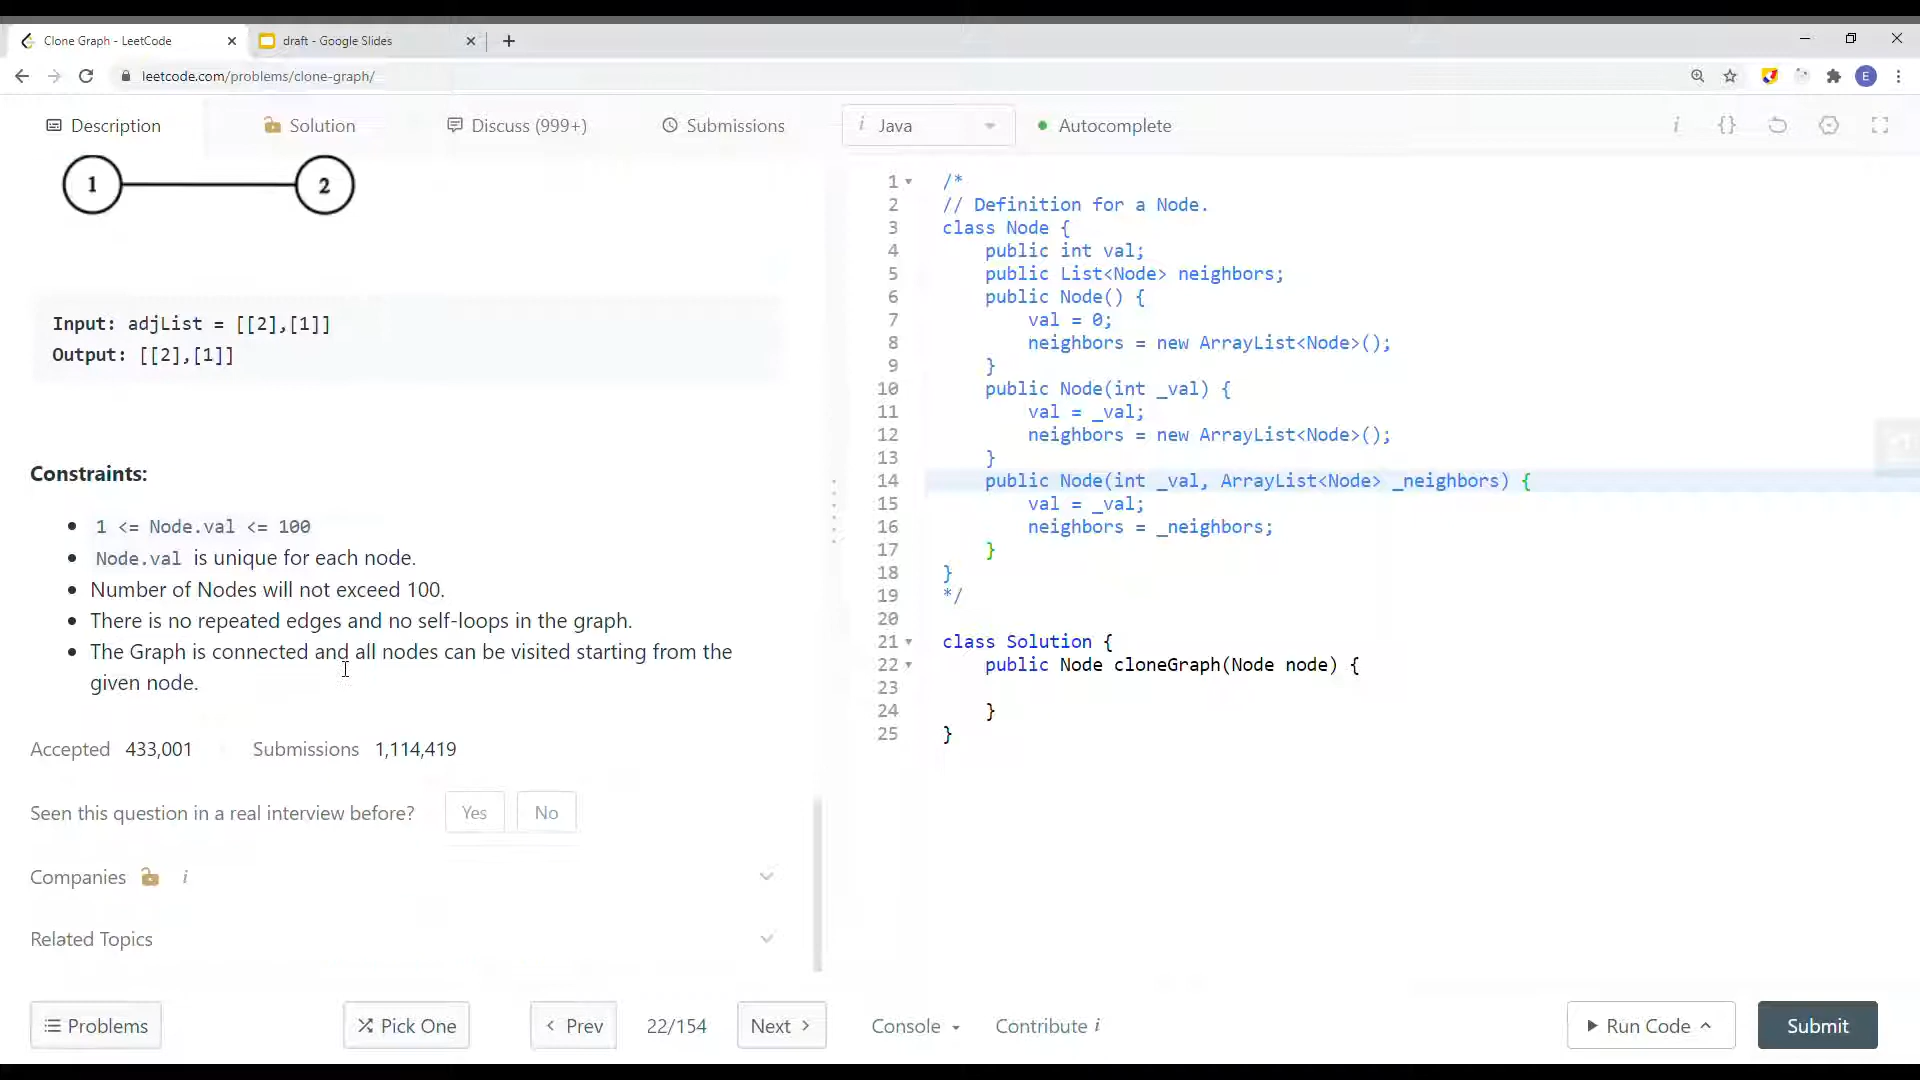 Clone Graph - LeetCode
draft - Google Slides
leetcode.com/problems/clone-graph/
E
Description
Solution
Discuss (999+)
Submissions
i Java
Autocomplete
i {}
1 2
Input: adjList = [[2],[1]]
Output: [[2],[1]]
Constraints:
1 <= Node.val <= 100
Node.val is unique for each node.
Number of Nodes will not exceed 100.
There is no repeated edges and no self-loops in the graph.
The Graph is connected and all nodes can be visited starting from the
given node.
Accepted 433,001 Submissions 1,114,419
Seen this question in a real interview before? Yes No
Companies i
Related Topics
1 /*
2 // Definition for a Node.
3 class Node {
4 public int val;
5 public List<Node> neighbors;
6 public Node() {
7 val = 0;
8 neighbors = new ArrayList<Node>();
9 }
10 public Node(int _val) {
11 val = _val;
12 neighbors = new ArrayList<Node>();
13 }
14 public Node(int _val, ArrayList<Node> _neighbors) {
15 val = _val;
16 neighbors = _neighbors;
17 }
18 }
19 */
20
21 class Solution {
22 public Node cloneGraph(Node node) {
23
24 }
25 }
Problems
Pick One
Prev
22/154
Next
Console
Contribute i
Run Code
Submit